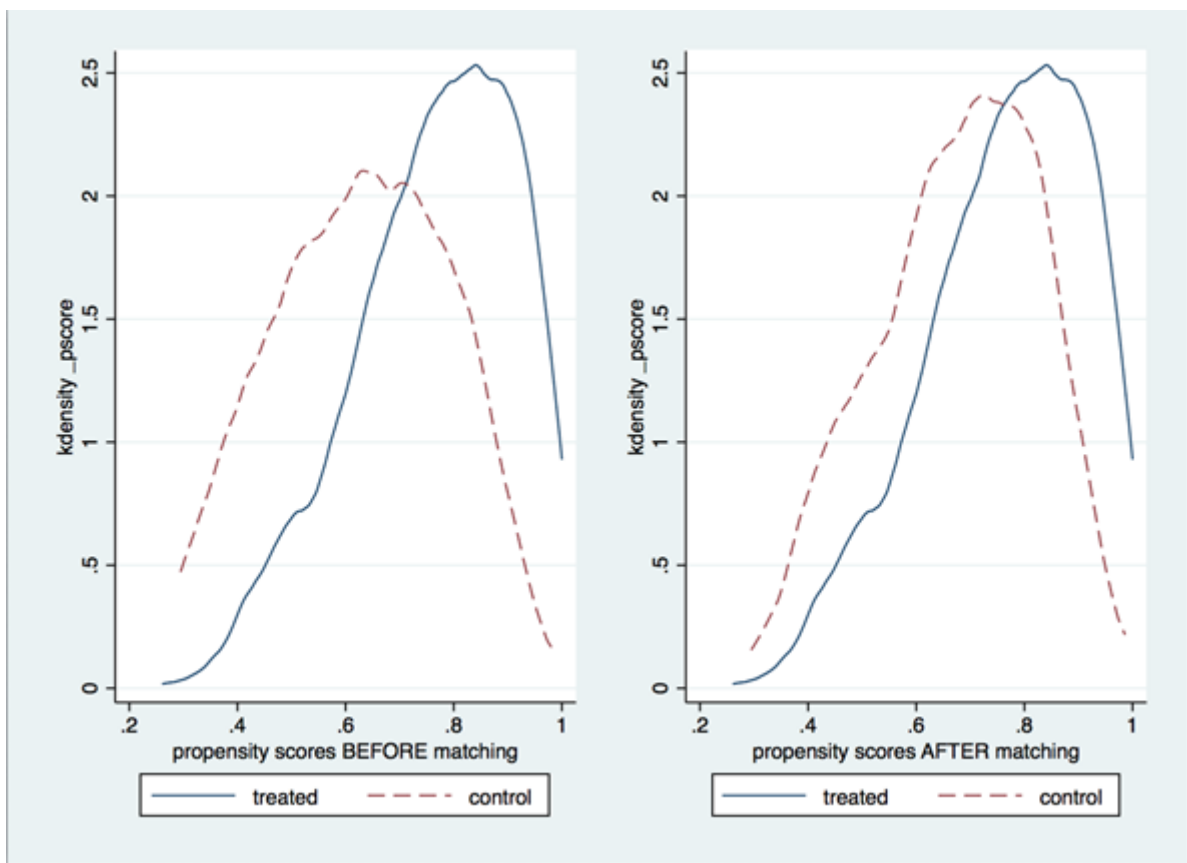 kdensity _pscore
2.5
2
1.5
1
.5
0
.2 .4 .6 .8 1
propensity scores BEFORE matching
treated control
kdensity _pscore
2.5
2
1.5
1
.5
0
.2 .4 .6 .8 1
propensity scores AFTER matching
treated control